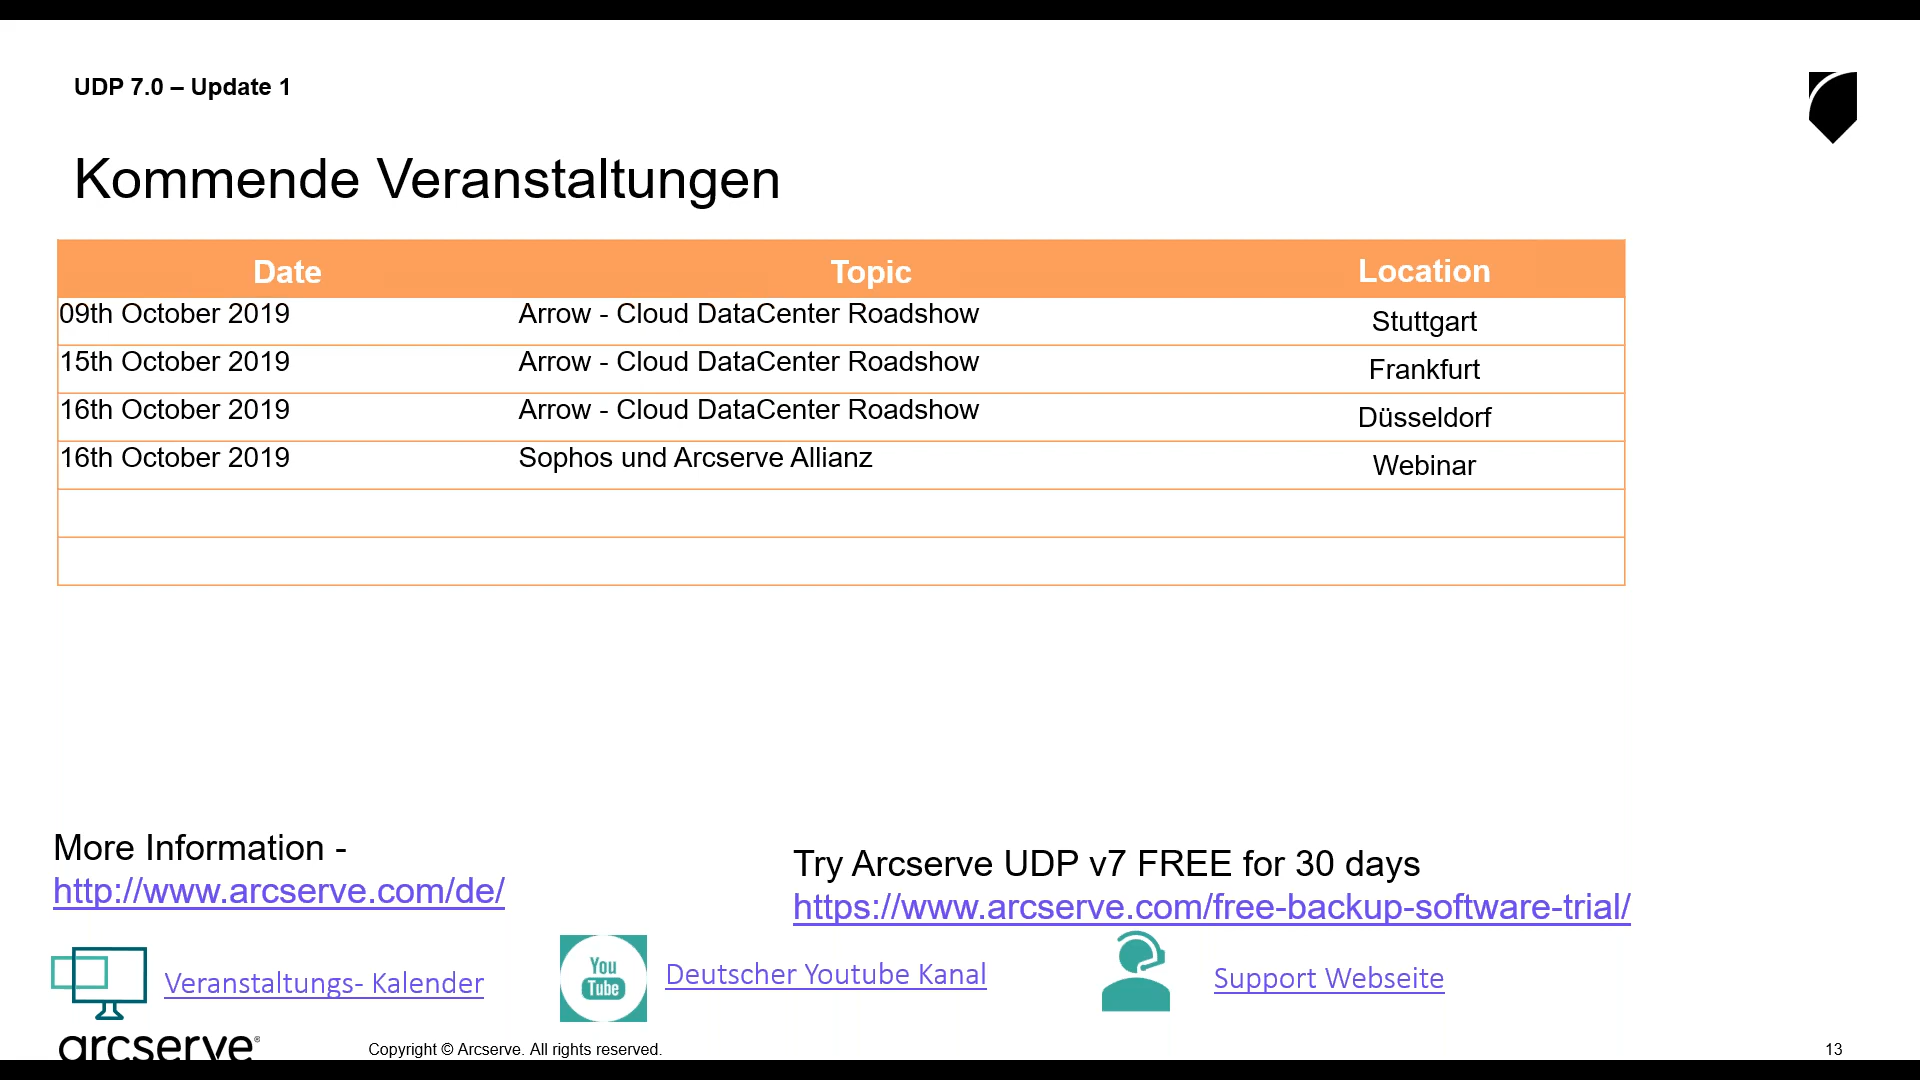 UDP 7.0 – Update 1
Kommende Veranstaltungen
Date Topic Location
09th October 2019 Arrow - Cloud DataCenter Roadshow Stuttgart
15th October 2019 Arrow - Cloud DataCenter Roadshow Frankfurt
16th October 2019 Arrow - Cloud DataCenter Roadshow Düsseldorf
16th October 2019 Sophos und Arcserve Allianz Webinar
More Information -
http://www.arcserve.com/de/
Try Arcserve UDP v7 FREE for 30 days
https://www.arcserve.com/free-backup-software-trial/
Veranstaltungs- Kalender
You
Tube
Deutscher Youtube Kanal
Support Webseite
arcserve®
Copyright © Arcserve. All rights reserved.
13